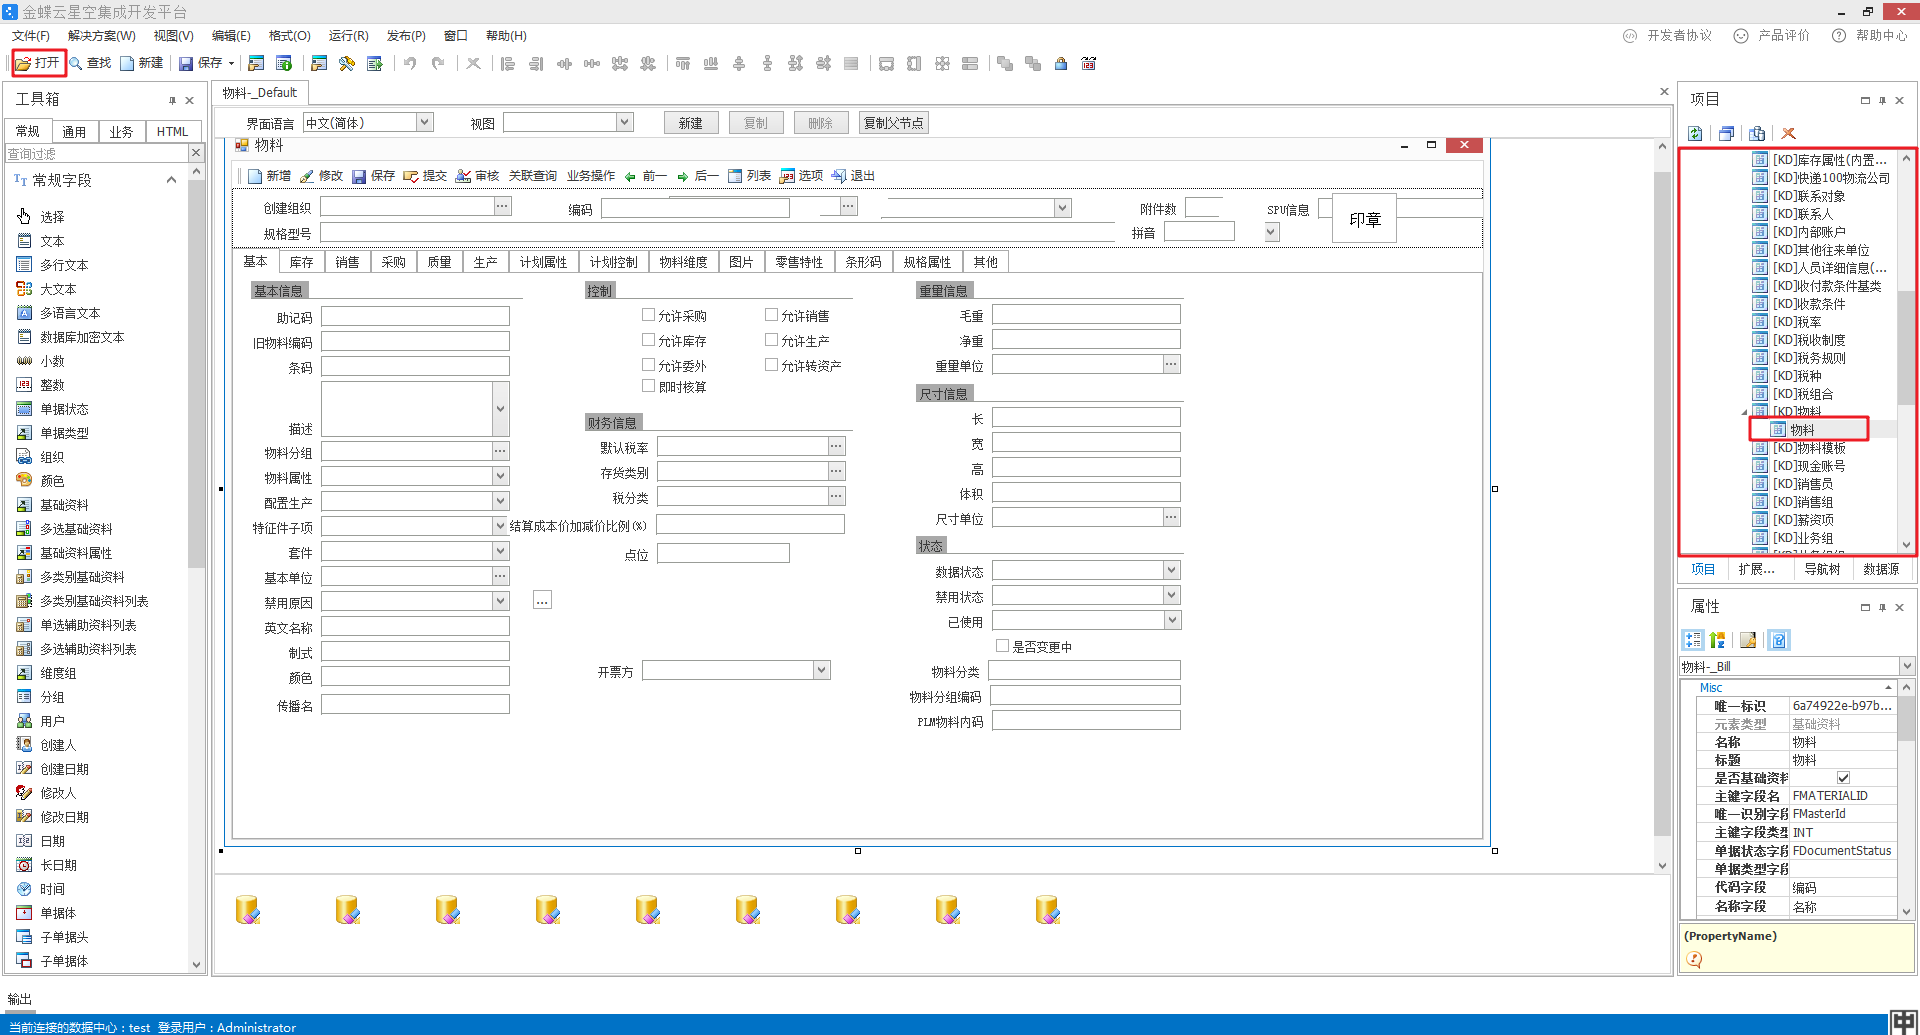 金蝶云星空集成开发平台
文件(F) 解决方案(W) 视图(V) 编辑(E) 格式(O) 运行(R) 发布(P) 窗口 帮助(H)
开发者协议 产品评价 帮助中心
打开 查找 新建 保存
工具箱
常规 通用 业务 HTML
查询过滤
常规字段
选择
文本
多行文本
大文本
多语言文本
数据库加密文本
小数
整数
单据状态
单据类型
组织
颜色
基础资料
多选基础资料
基础资料属性
多类别基础资料
多类别基础资料列表
单选辅助资料列表
多选辅助资料列表
维度组
分组
用户
创建人
创建日期
修改人
修改日期
日期
长日期
时间
单据体
子单据头
子单据体
物料-_Default
界面语言 中文(简体) 视图 新建 复制 删除 复制父节点
物料
新增 修改 保存 提交 审核 关联查询 业务操作 前一 后一 列表 选项 退出
创建组织 编码 附件数 SPU信息 印章
规格型号 拼音
基本 库存 销售 采购 质量 生产 计划属性 计划控制 物料维度 图片 零售特性 条形码 规格属性 其他
基本信息
助记码
旧物料编码
条码
描述
物料分组
物料属性
配置生产
特征件子项
套件
基本单位
禁用原因 ...
英文名称
制式
颜色
传播名
控制
允许采购 允许销售
允许库存 允许生产
允许委外 允许转资产
即时核算
财务信息
默认税率
存货类别
税分类
结算成本价加减价比例(%)
点位
开票方
重量信息
毛重
净重
重量单位
尺寸信息
长
宽
高
体积
尺寸单位
状态
数据状态
禁用状态
已使用
是否变更中
物料分类
物料分组编码
PLM物料内码
项目
[KD]库存属性(内置...
[KD]快递100物流公司
[KD]联系对象
[KD]联系人
[KD]内部账户
[KD]其他往来单位
[KD]人员详细信息(...
[KD]收付款条件基类
[KD]收款条件
[KD]税率
[KD]税收制度
[KD]税务规则
[KD]税种
[KD]税组合
[KD]物料
物料
[KD]物料模板
[KD]现金账号
[KD]销售员
[KD]销售组
[KD]薪资项
[KD]业务组
项目 扩展... 导航树 数据源
属性
物料-_Bill
Misc
唯一标识 6a74922e-b97b...
元素类型 基础资料
名称 物料
标题 物料
是否基础资料
主键字段名 FMATERIALID
唯一识别字段 FMasterId
主键字段类型 INT
单据状态字段 FDocumentStatus
单据类型字段
代码字段 编码
名称字段 名称
(PropertyName)
输出
当前连接的数据中心：test 登录用户：Administrator
中